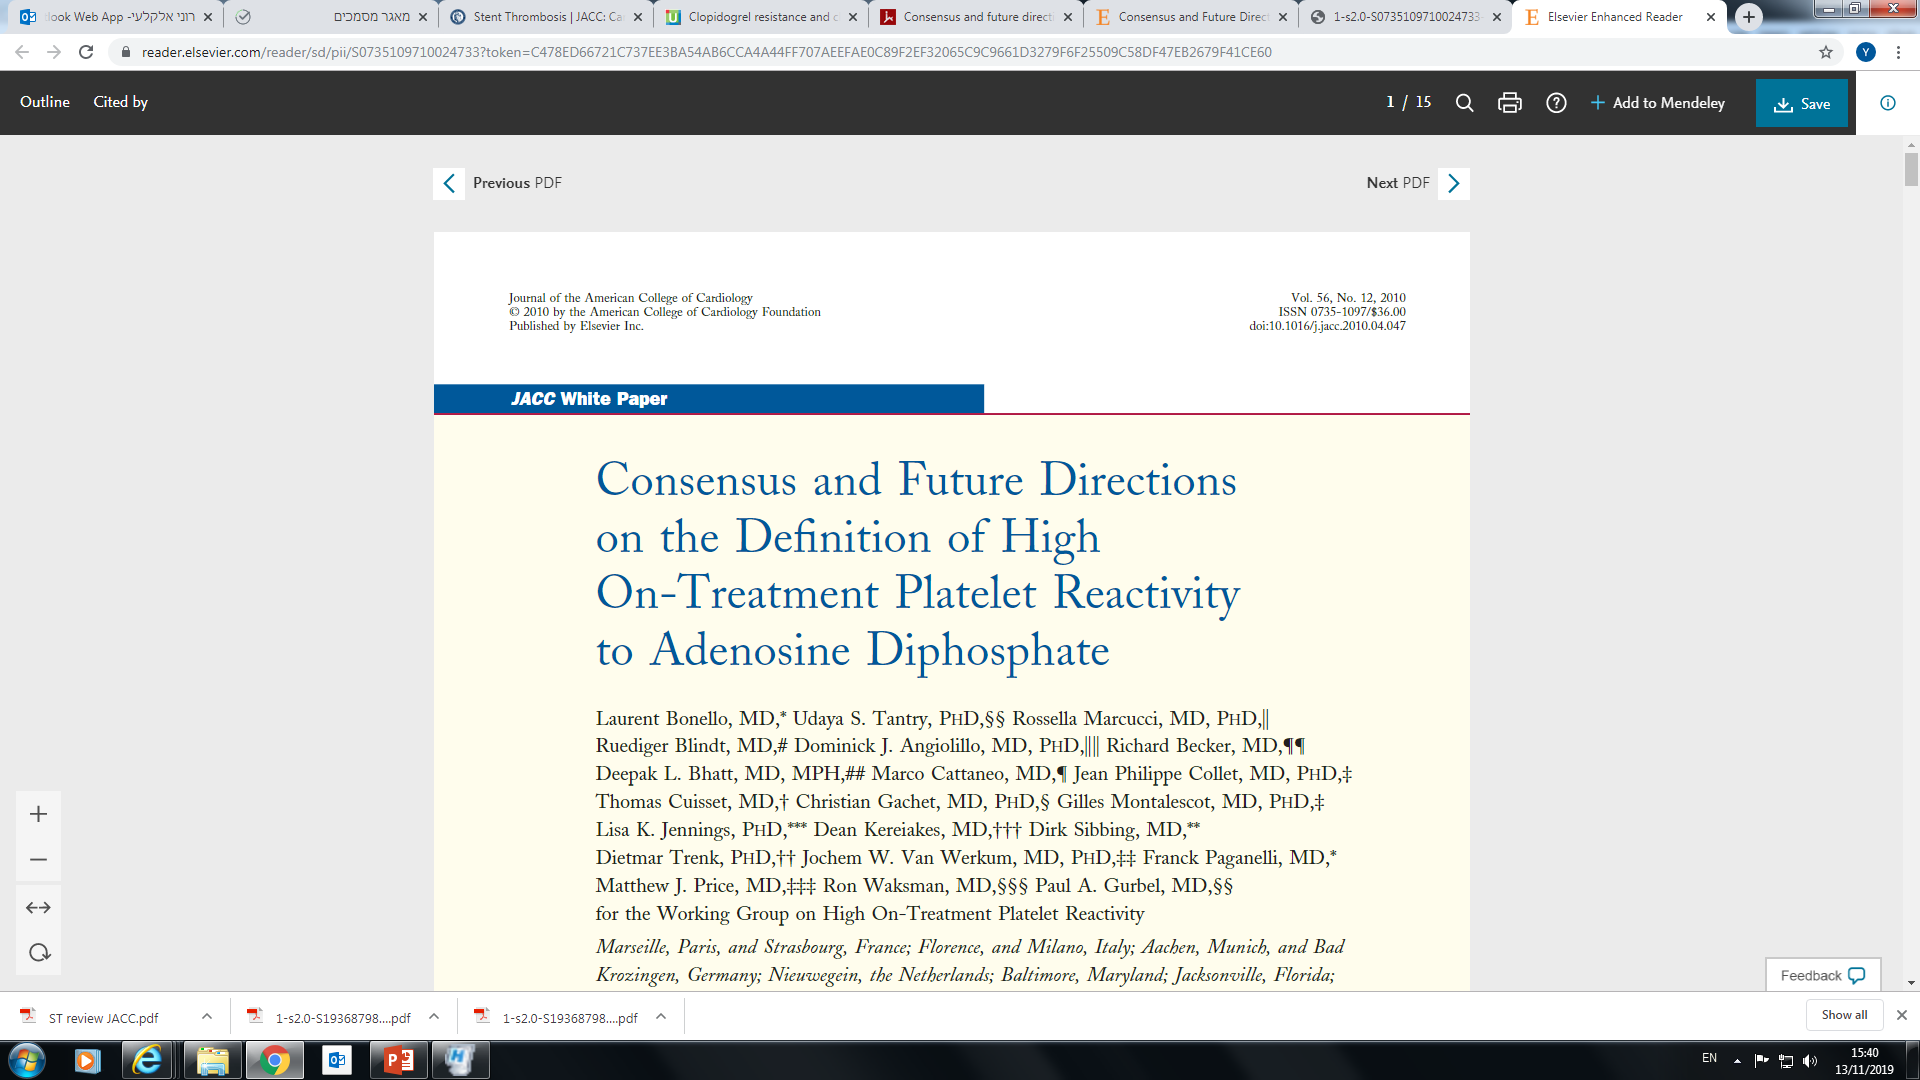 רוני אלקלעי- Outlook Web App
מאגר מסמכים
Stent Thrombosis | JACC: Ca
Clopidogrel resistance and c
Consensus and future directi
Consensus and Future Direct
1-s2.0-S0735109710024733-
Elsevier Enhanced Reader
reader.elsevier.com/reader/sd/pii/S0735109710024733?token=C478ED66721C737EE3BA54AB6CCA4A44FF707AEEFAE0C89F2EF32065C9C9661D3279F6F25509C58DF47EB2679F41CE60
Y
Outline Cited by
1 / 15
Add to Mendeley
Save
Previous PDF
Next PDF
Journal of the American College of Cardiology
© 2010 by the American College of Cardiology Foundation
Published by Elsevier Inc.
Vol. 56, No. 12, 2010
ISSN 0735-1097/$36.00
doi:10.1016/j.jacc.2010.04.047
JACC White Paper
Consensus and Future Directions
on the Definition of High
On-Treatment Platelet Reactivity
to Adenosine Diphosphate
Laurent Bonello, MD,* Udaya S. Tantry, PHD,§§ Rossella Marcucci, MD, PHD,||
Ruediger Blindt, MD,# Dominick J. Angiolillo, MD, PHD,|||| Richard Becker, MD,¶¶
Deepak L. Bhatt, MD, MPH,## Marco Cattaneo, MD,¶ Jean Philippe Collet, MD, PHD,‡
Thomas Cuisset, MD,† Christian Gachet, MD, PHD,§ Gilles Montalescot, MD, PHD,‡
Lisa K. Jennings, PHD,*** Dean Kereiakes, MD,††† Dirk Sibbing, MD,**
Dietmar Trenk, PHD,†† Jochem W. Van Werkum, MD, PHD,‡‡ Franck Paganelli, MD,*
Matthew J. Price, MD,‡‡‡ Ron Waksman, MD,§§§ Paul A. Gurbel, MD,§§
for the Working Group on High On-Treatment Platelet Reactivity
Marseille, Paris, and Strasbourg, France; Florence, and Milano, Italy; Aachen, Munich, and Bad
Krozingen, Germany; Nieuwegein, the Netherlands; Baltimore, Maryland; Jacksonville, Florida;
Feedback
ST review JACC.pdf
1-s2.0-S19368798....pdf
1-s2.0-S19368798....pdf
Show all
EN
15:40
13/11/2019